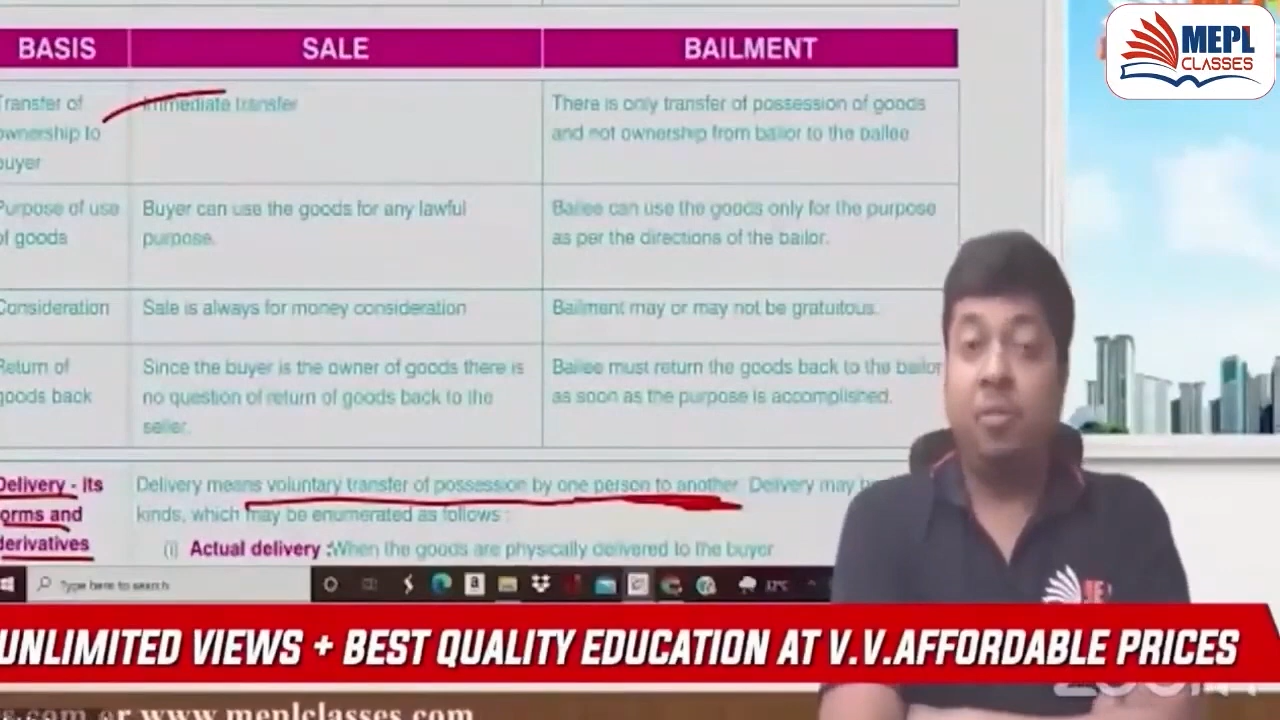 MEPL
CLASSES
BASIS SALE BAILMENT
Transfer of ownership to buyer
Immediate transfer
There is only transfer of possession of goods
and not ownership from bailor to the bailee
Purpose of use
of goods
Buyer can use the goods for any lawful
purpose.
Bailee can use the goods only for the purpose
as per the directions of the bailor.
Consideration
Sale is always for money consideration
Bailment may or may not be gratuitous.
Return of
goods back
Since the buyer is the owner of goods there is
no question of return of goods back to the
seller.
Bailee must return the goods back to the bailor
as soon as the purpose is accomplished.
Delivery - its
forms and
derivatives
Delivery means voluntary transfer of possession by one person to another. Delivery may
kinds, which may be enumerated as follows :
(i) Actual delivery : When the goods are physically delivered to the buyer
Type here to search
UNLIMITED VIEWS + BEST QUALITY EDUCATION AT V.V.AFFORDABLE PRICES
s.com or www.meplclasses.com